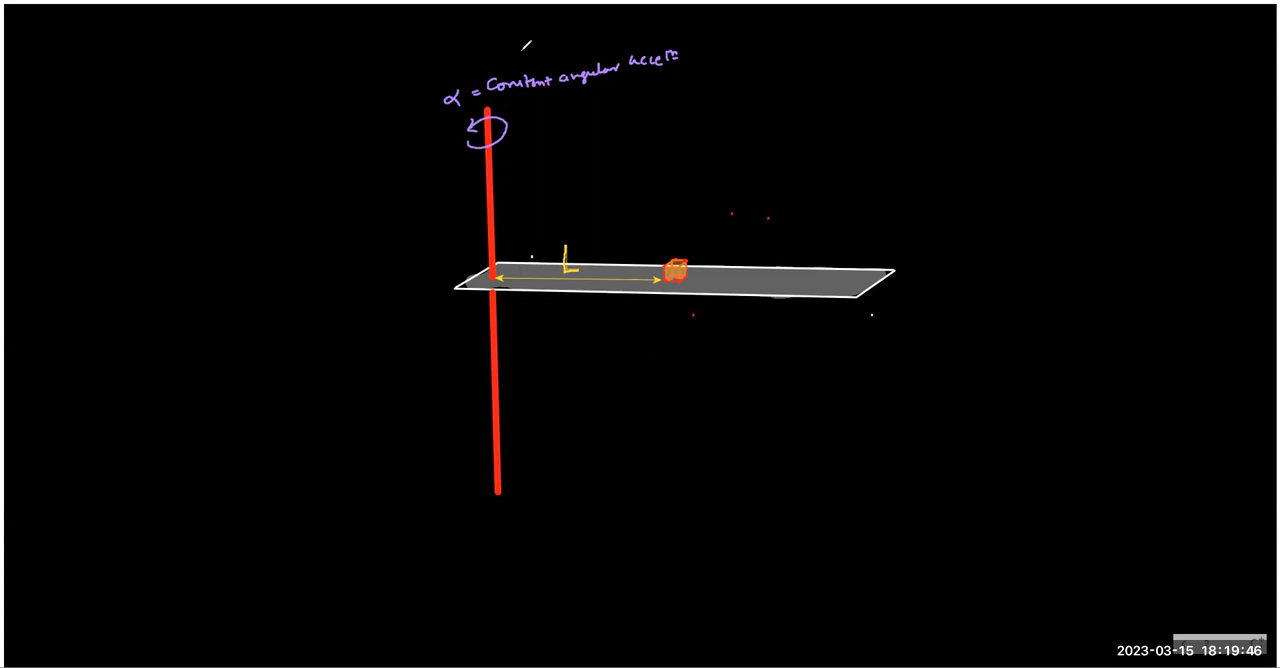 α = Constant angular acceln
L
2023-03-15 18:19:46